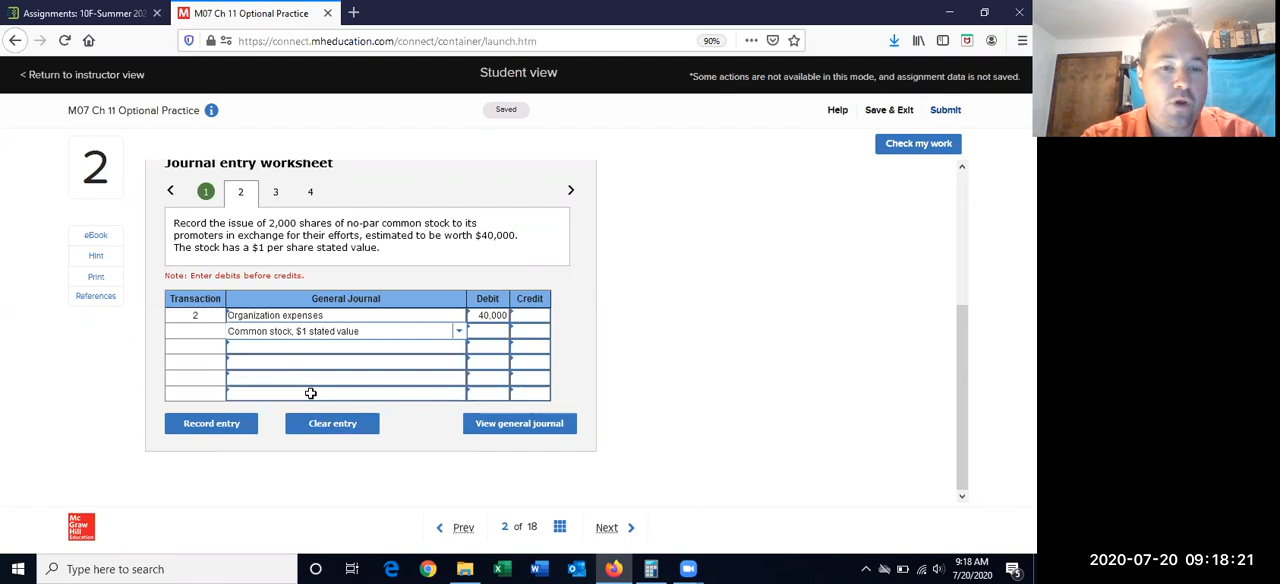 Assignments: 10F-Summer 202
M07 Ch 11 Optional Practice
https://connect.mheducation.com/connect/container/launch.htm
90%
< Return to instructor view
Student view
*Some actions are not available in this mode, and assignment data is not saved.
M07 Ch 11 Optional Practice
Saved
Help
Save & Exit
Submit
Check my work
2
eBook
Hint
Print
References
Journal entry worksheet
1
2
3
4
Record the issue of 2,000 shares of no-par common stock to its
promoters in exchange for their efforts, estimated to be worth $40,000.
The stock has a $1 per share stated value.
Note: Enter debits before credits.
Transaction General Journal Debit Credit
2 Organization expenses 40,000
Common stock, $1 stated value
Record entry
Clear entry
View general journal
Mc
Graw
Hill
Education
Prev
2 of 18
Next
Type here to search
9:18 AM
7/20/2020
5
2020-07-20 09:18:21